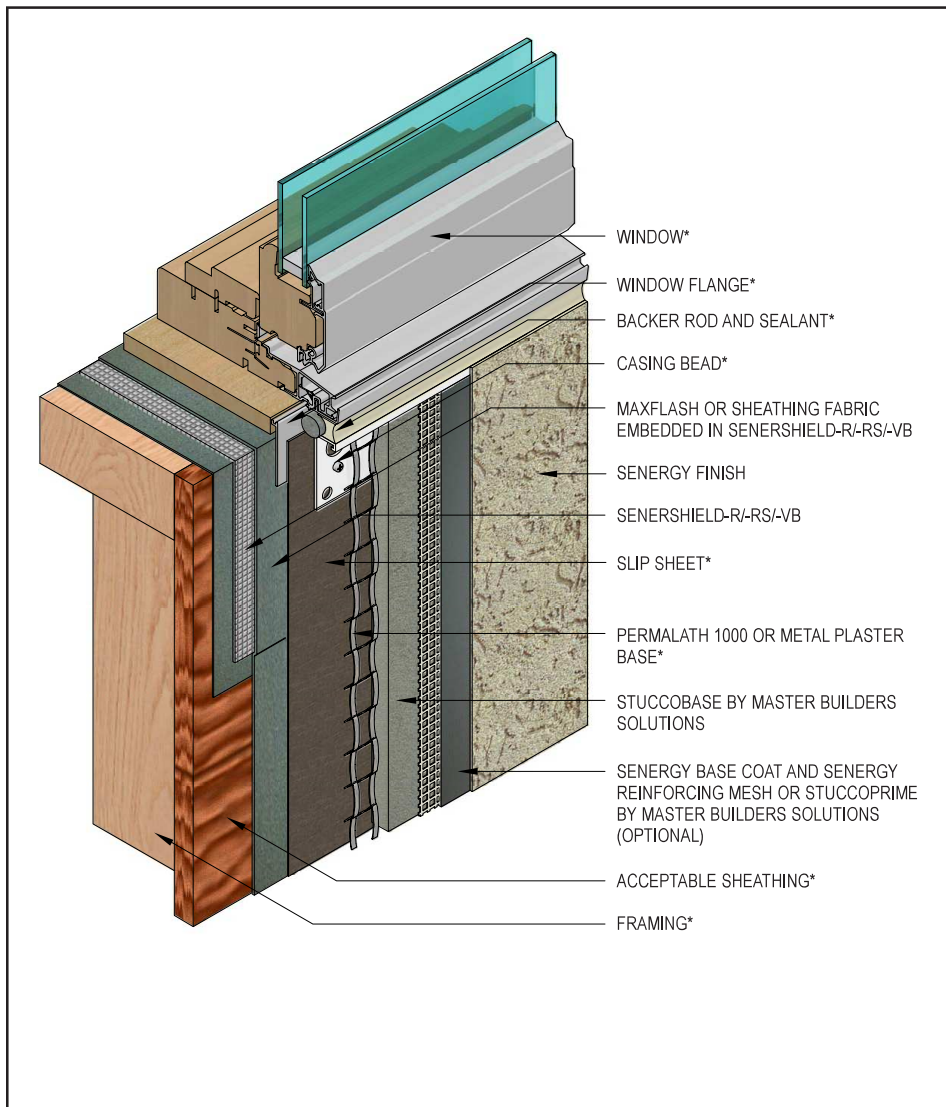 WINDOW*
WINDOW FLANGE*
BACKER ROD AND SEALANT*
CASING BEAD*
MAXFLASH OR SHEATHING FABRIC
EMBEDDED IN SENERSHIELD-R/-RS/-VB
SENERGY FINISH
SENERSHIELD-R/-RS/-VB
SLIP SHEET*
PERMALATH 1000 OR METAL PLASTER
BASE*
STUCCOBASE BY MASTER BUILDERS
SOLUTIONS
SENERGY BASE COAT AND SENERGY
REINFORCING MESH OR STUCCOPRIME
BY MASTER BUILDERS SOLUTIONS
(OPTIONAL)
ACCEPTABLE SHEATHING*
FRAMING*